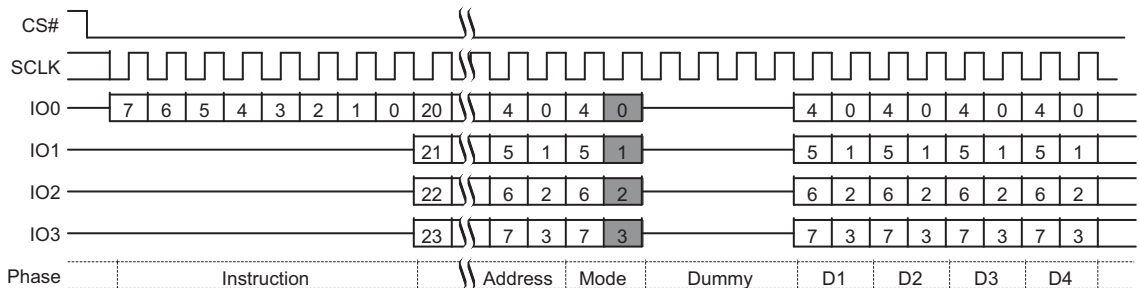 CS#
SCLK
IO0 7 6 5 4 3 2 1 0 20 4 0 4 0 4 0 4 0 4 0 4 0
IO1 21 5 1 5 1 5 1 5 1 5 1 5 1
IO2 22 6 2 6 2 6 2 6 2 6 2 6 2
IO3 23 7 3 7 3 7 3 7 3 7 3 7 3
Phase Instruction Address Mode Dummy D1 D2 D3 D4